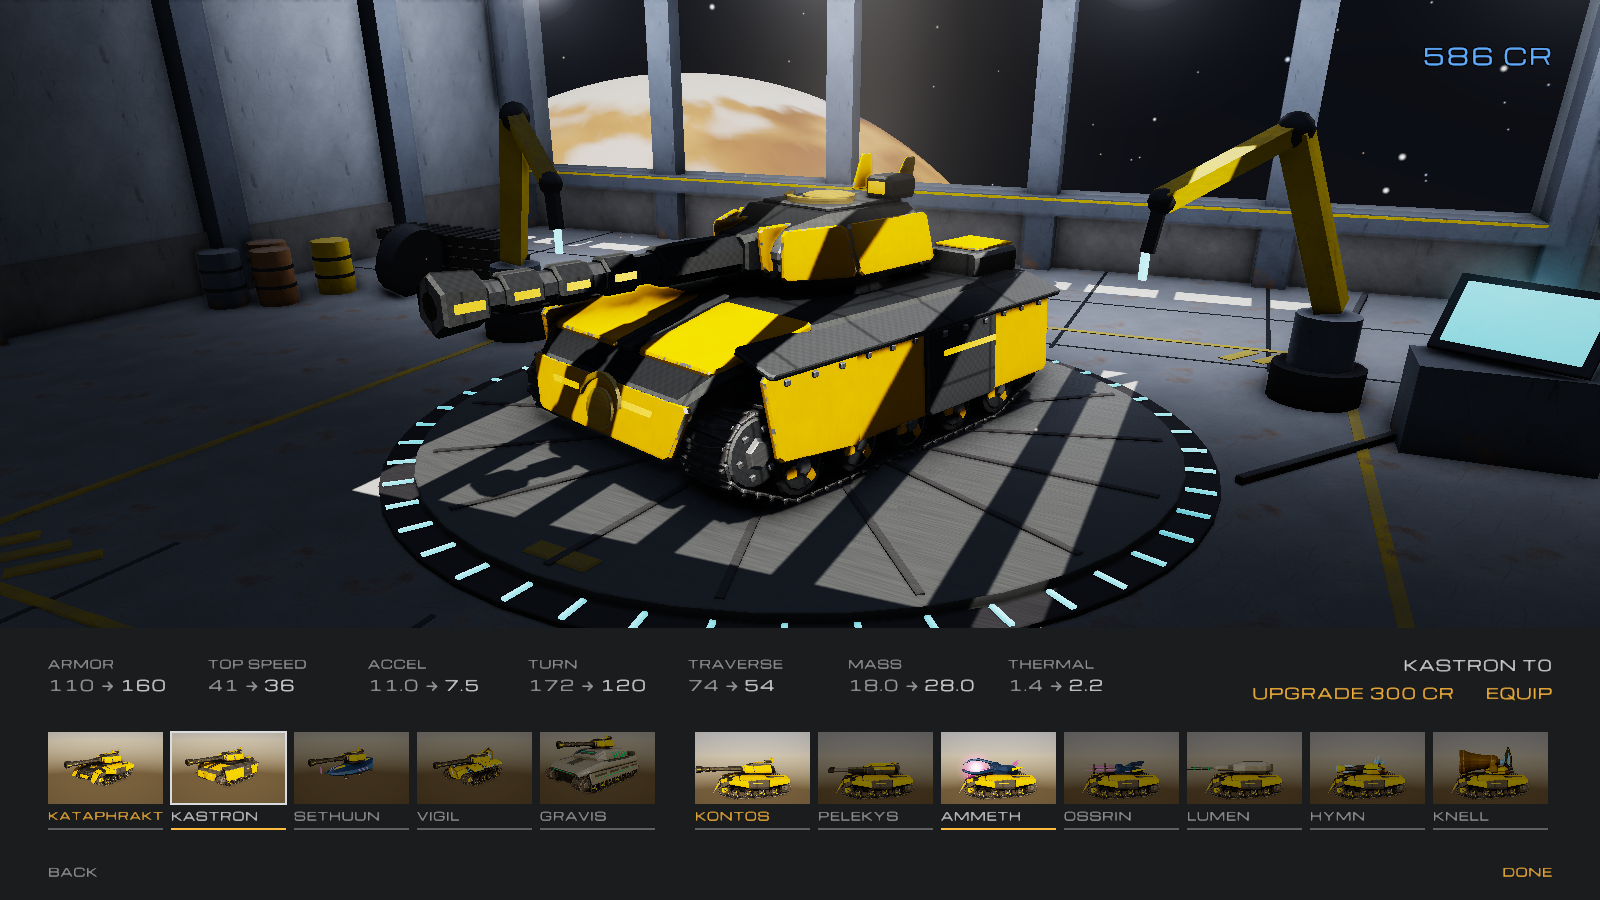 586 CR
ARMOR TOP SPEED ACCEL TURN TRAVERSE MASS THERMAL
110 → 160 41 → 36 11.0 → 7.5 172 → 120 74 → 54 18.0 → 28.0 1.4 → 2.2
KASTRON T0
UPGRADE 300 CR EQUIP
KATAPHRAKT KASTRON SETHUUN VIGIL GRAVIS KONTOS PELEKYS AMMETH OSSRIN LUMEN HYMN KNELL
BACK DONE